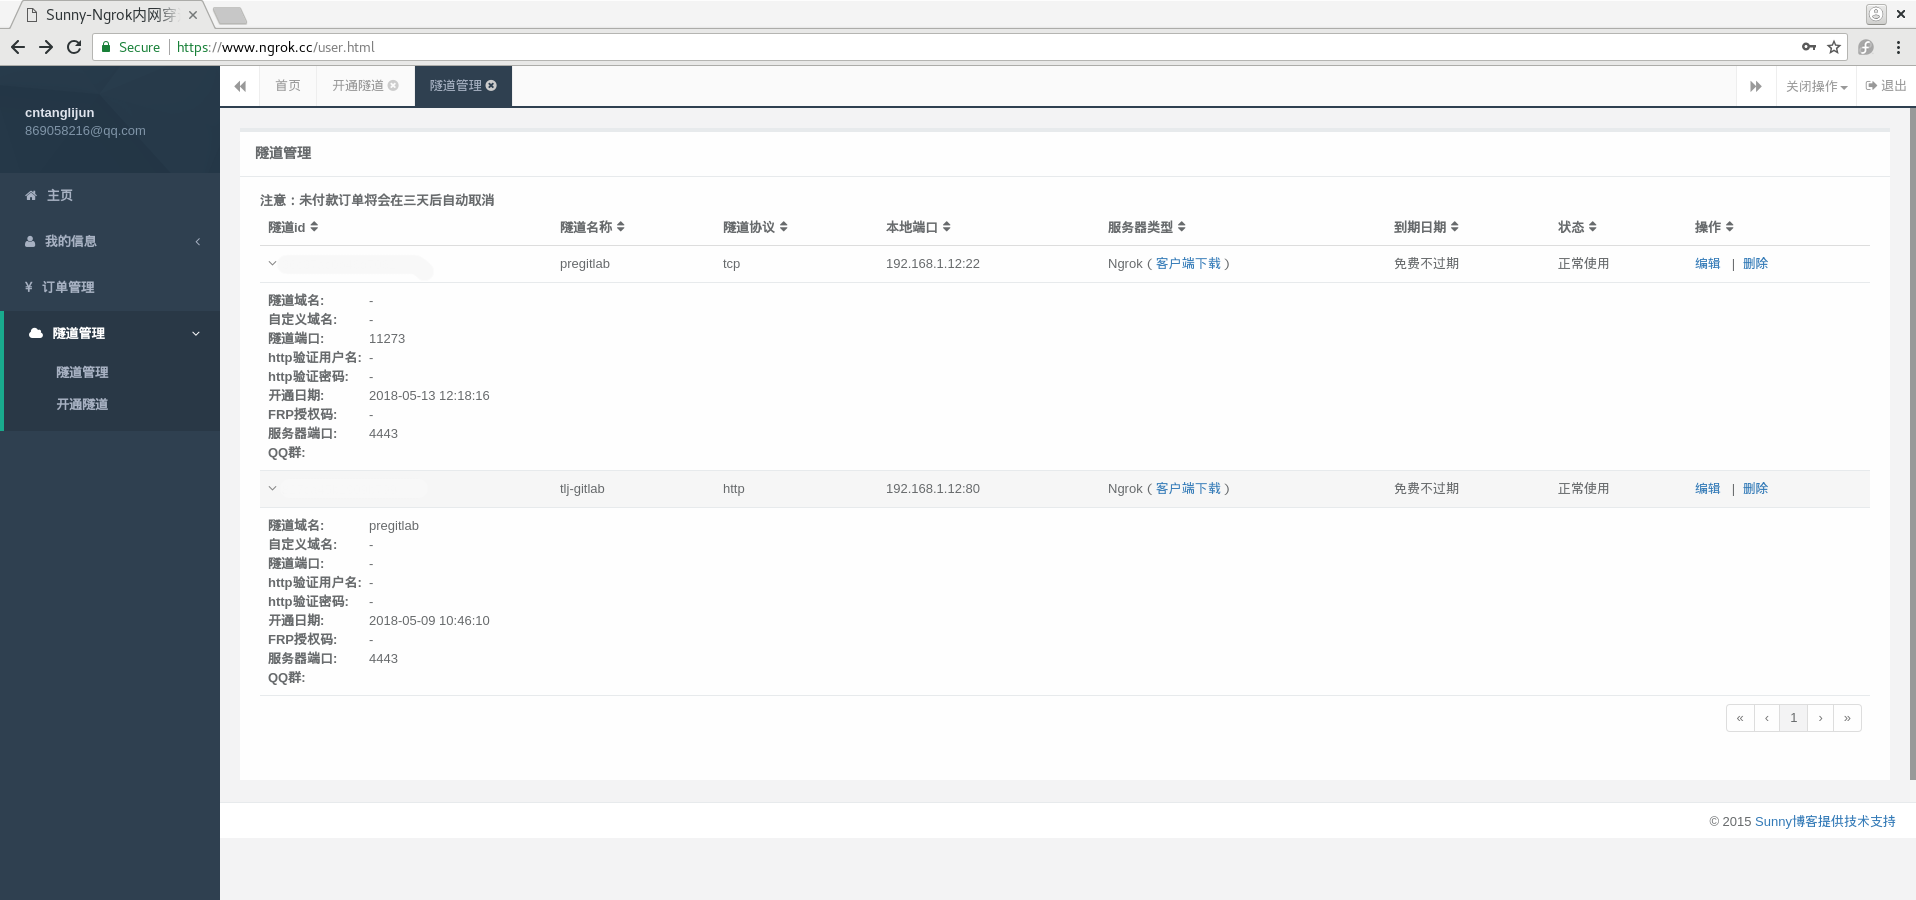 Sunny-Ngrok内网穿
Secure https://www.ngrok.cc/user.html
cntanglijun
869058216@qq.com
主页
我的信息
¥ 订单管理
隧道管理
隧道管理
开通隧道
首页 开通隧道 隧道管理 关闭操作 退出
隧道管理
注意：未付款订单将会在三天后自动取消
隧道id 隧道名称 隧道协议 本地端口 服务器类型 到期日期 状态 操作
pregitlab tcp 192.168.1.12:22 Ngrok（客户端下载） 免费不过期 正常使用 编辑 | 删除
隧道域名: -
自定义域名: -
隧道端口: 11273
http验证用户名: -
http验证密码: -
开通日期: 2018-05-13 12:18:16
FRP授权码: -
服务器端口: 4443
QQ群:
tlj-gitlab http 192.168.1.12:80 Ngrok（客户端下载） 免费不过期 正常使用 编辑 | 删除
隧道域名: pregitlab
自定义域名: -
隧道端口: -
http验证用户名: -
http验证密码: -
开通日期: 2018-05-09 10:46:10
FRP授权码: -
服务器端口: 4443
QQ群:
« ‹ 1 › »
© 2015 Sunny博客提供技术支持